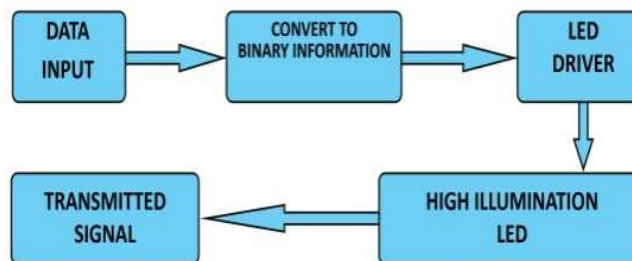 DATA
INPUT
CONVERT TO
BINARY INFORMATION
LED
DRIVER
HIGH ILLUMINATION
LED
TRANSMITTED
SIGNAL